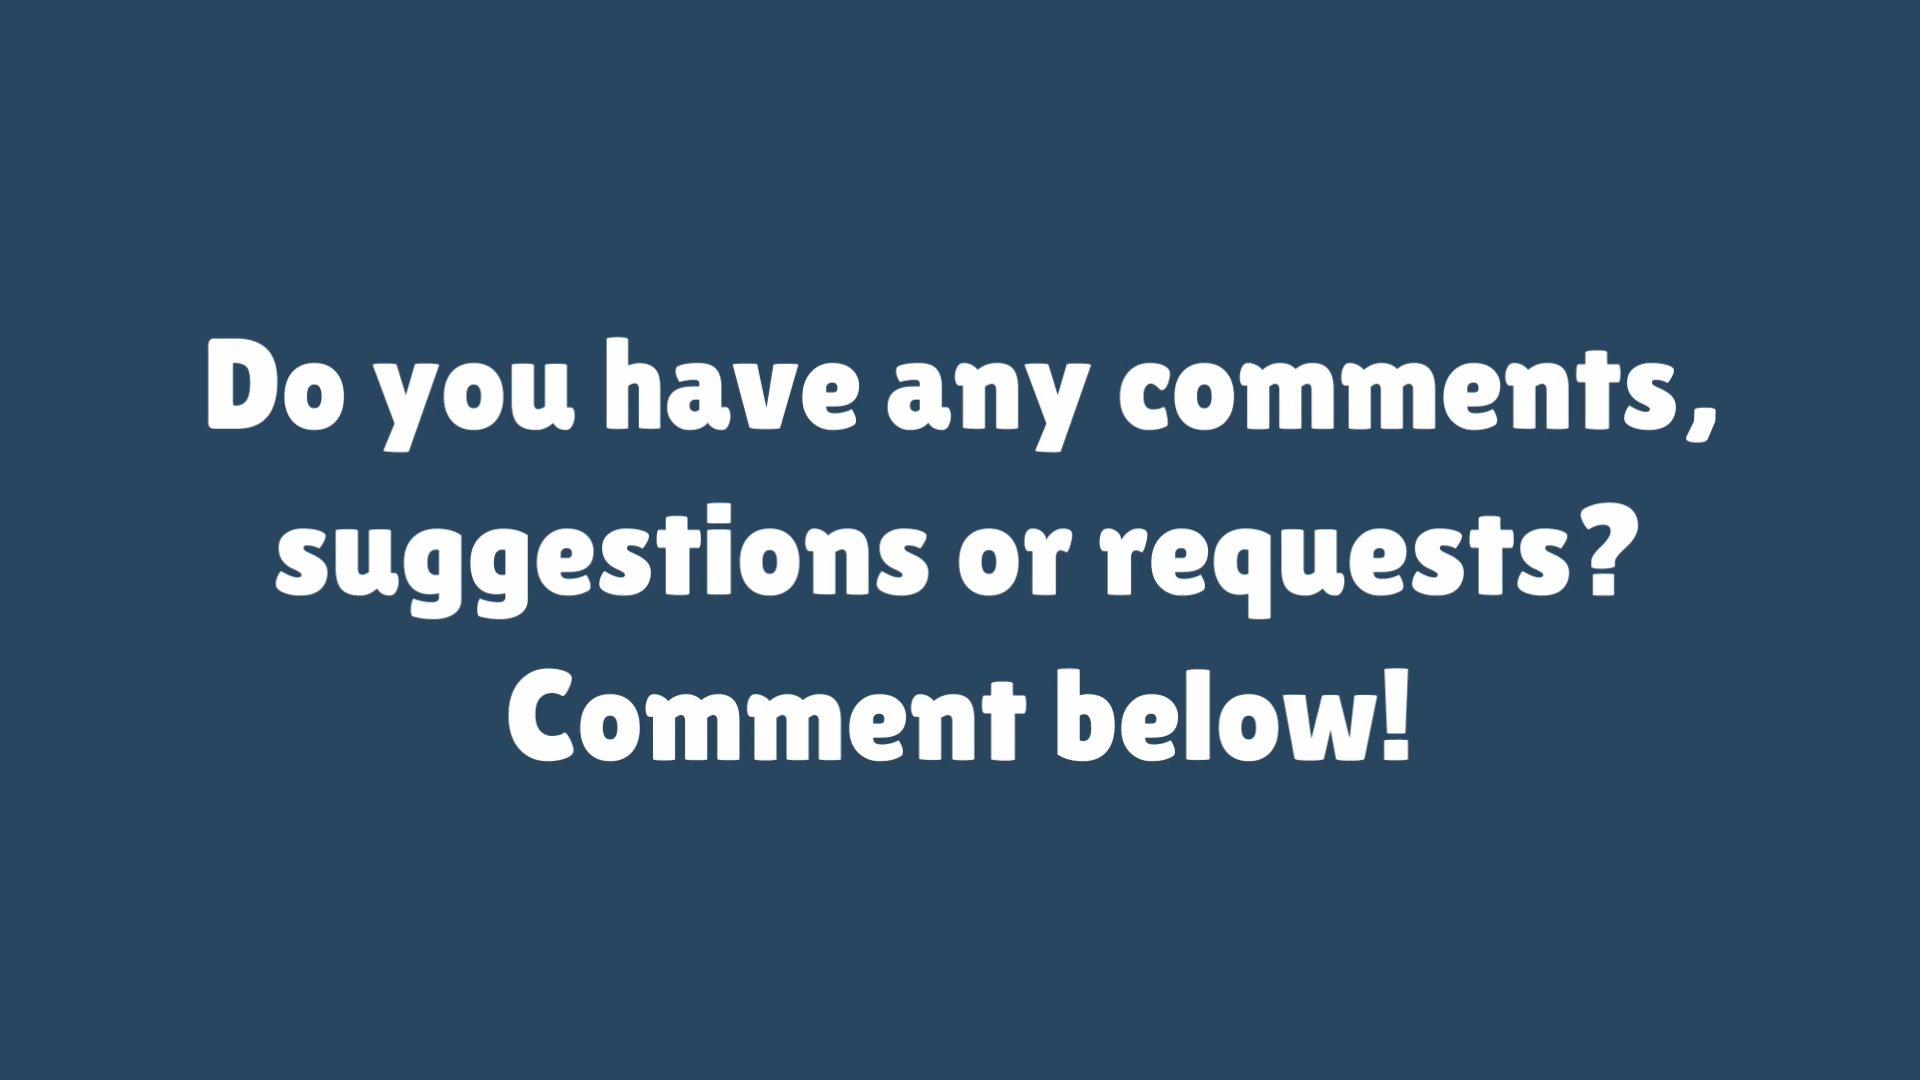 Do you have any comments,
suggestions or requests?
Comment below!